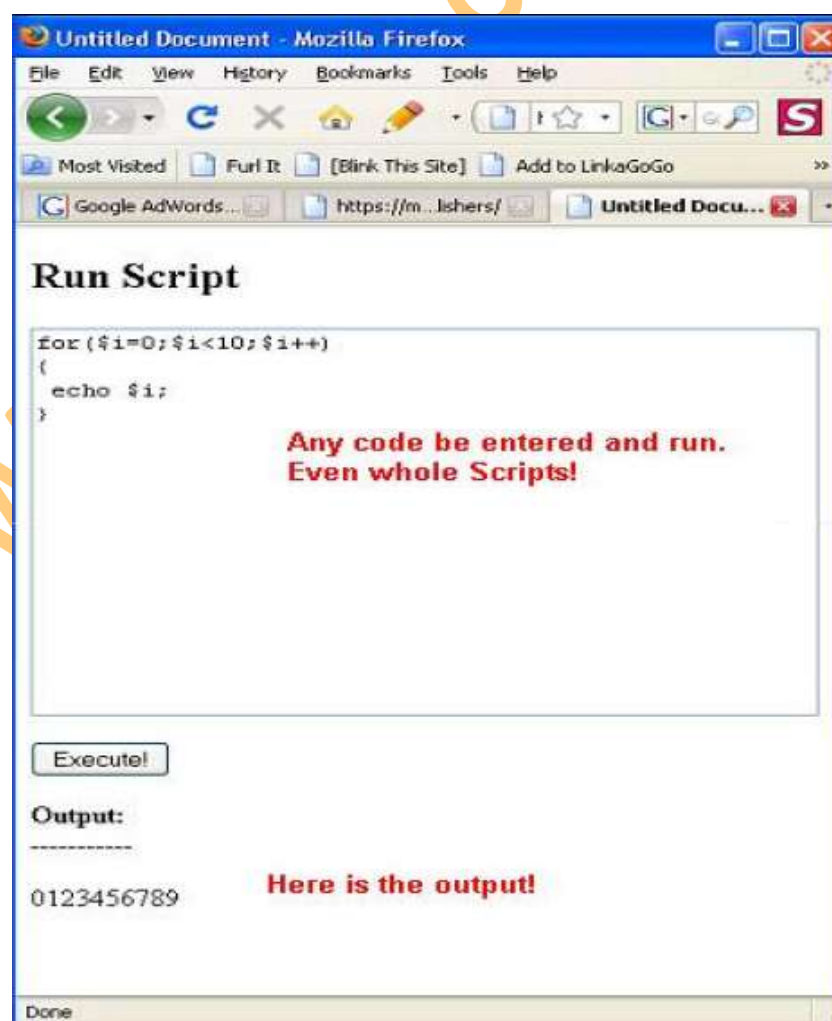 Untitled Document - Mozilla Firefox
File Edit View History Bookmarks Tools Help
G S
Most Visited Furl It [Blink This Site] Add to LinkaGoGo »
G Google AdWords... https://m...lishers/ Untitled Docu...
Run Script
for($i=0;$i<10;$i++)
{
echo $i;
}
Any code be entered and run.
Even whole Scripts!
Execute!
Output:
-----------
0123456789
Here is the output!
Done